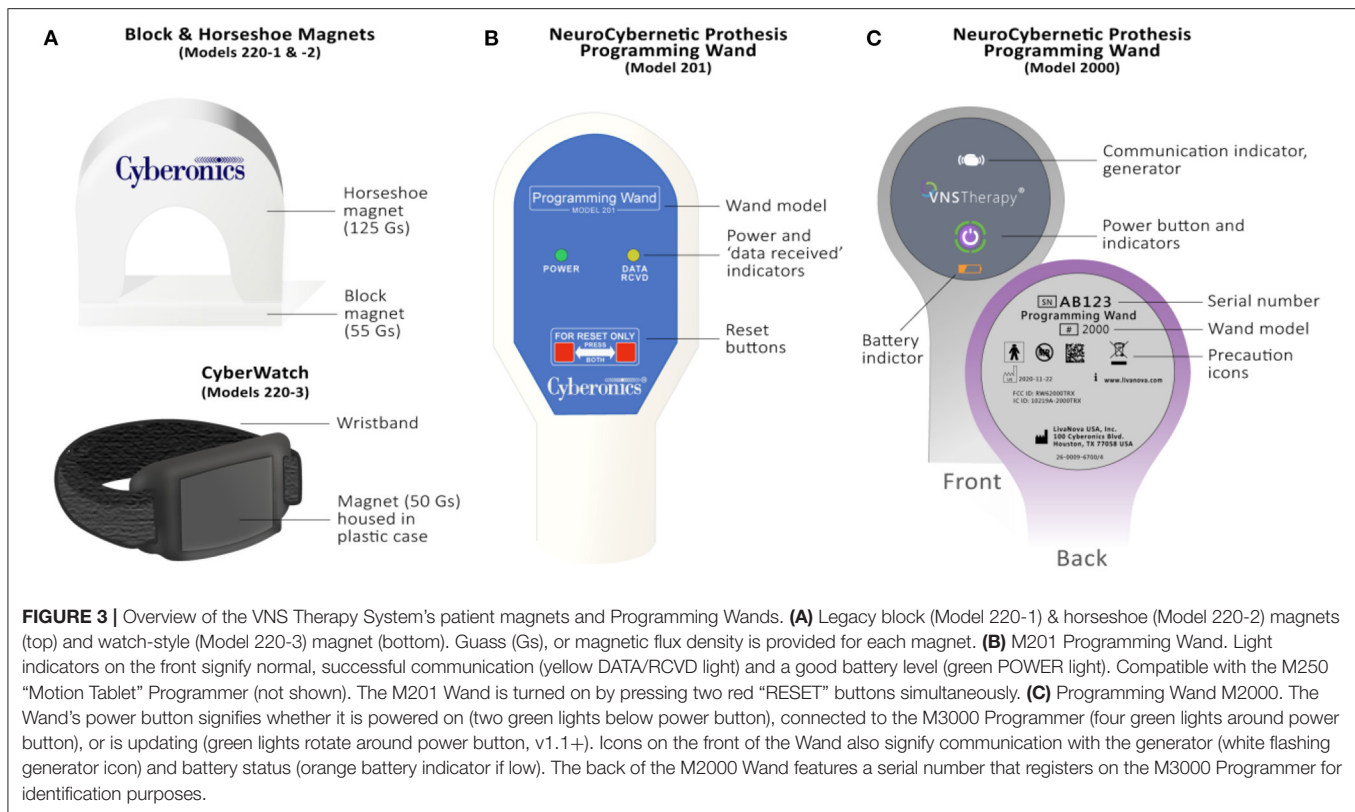 A
Block & Horseshoe Magnets
(Models 220-1 & -2)
Cyberonics
Horseshoe
magnet
(125 Gs)
Block
magnet
(55 Gs)
CyberWatch
(Models 220-3)
Wristband
Magnet (50 Gs)
housed in
plastic case
B
NeuroCybernetic Prothesis
Programming Wand
(Model 201)
Programming Wand
MODEL 201
POWER
DATA
RCVD
FOR RESET ONLY
PRESS
BOTH
Cyberonics®
Wand model
Power and
‘data received’
indicators
Reset
buttons
C
NeuroCybernetic Prothesis
Programming Wand
(Model 2000)
VNSTherapy®
Communication indicator,
generator
Power button and
indicators
Battery
indictor
SN AB123
Programming Wand
# 2000
2020-11-22
i www.livanova.com
FCC ID: RW62000TRX
IC ID: 10219A-2000TRX
LivaNova USA, Inc.
100 Cyberonics Blvd.
Houston, TX 77058 USA
26-0009-6700/4
Serial number
Wand model
Precaution
icons
Front
Back
FIGURE 3 | Overview of the VNS Therapy System’s patient magnets and Programming Wands. (A) Legacy block (Model 220-1) & horseshoe (Model 220-2) magnets
(top) and watch-style (Model 220-3) magnet (bottom). Guass (Gs), or magnetic flux density is provided for each magnet. (B) M201 Programming Wand. Light
indicators on the front signify normal, successful communication (yellow DATA/RCVD light) and a good battery level (green POWER light). Compatible with the M250
“Motion Tablet” Programmer (not shown). The M201 Wand is turned on by pressing two red “RESET” buttons simultaneously. (C) Programming Wand M2000. The
Wand’s power button signifies whether it is powered on (two green lights below power button), connected to the M3000 Programmer (four green lights around power
button), or is updating (green lights rotate around power button, v1.1+). Icons on the front of the Wand also signify communication with the generator (white flashing
generator icon) and battery status (orange battery indicator if low). The back of the M2000 Wand features a serial number that registers on the M3000 Programmer for
identification purposes.